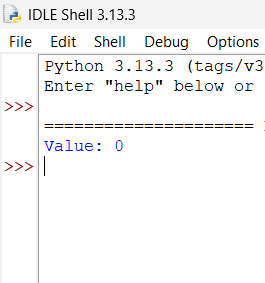 IDLE Shell 3.13.3
File Edit Shell Debug Options
Python 3.13.3 (tags/v3
Enter "help" below or
>>>
=====================
Value: 0
>>>